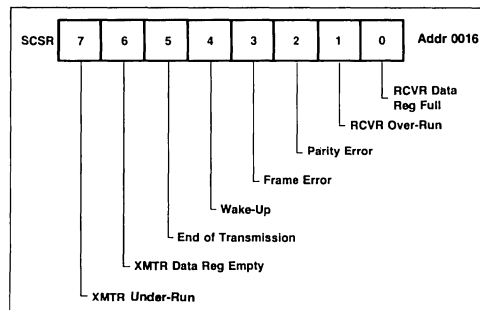 SCSR 7 6 5 4 3 2 1 0 Addr 0016
RCVR Data
Reg Full
RCVR Over-Run
Parity Error
Frame Error
Wake-Up
End of Transmission
XMTR Data Reg Empty
XMTR Under-Run